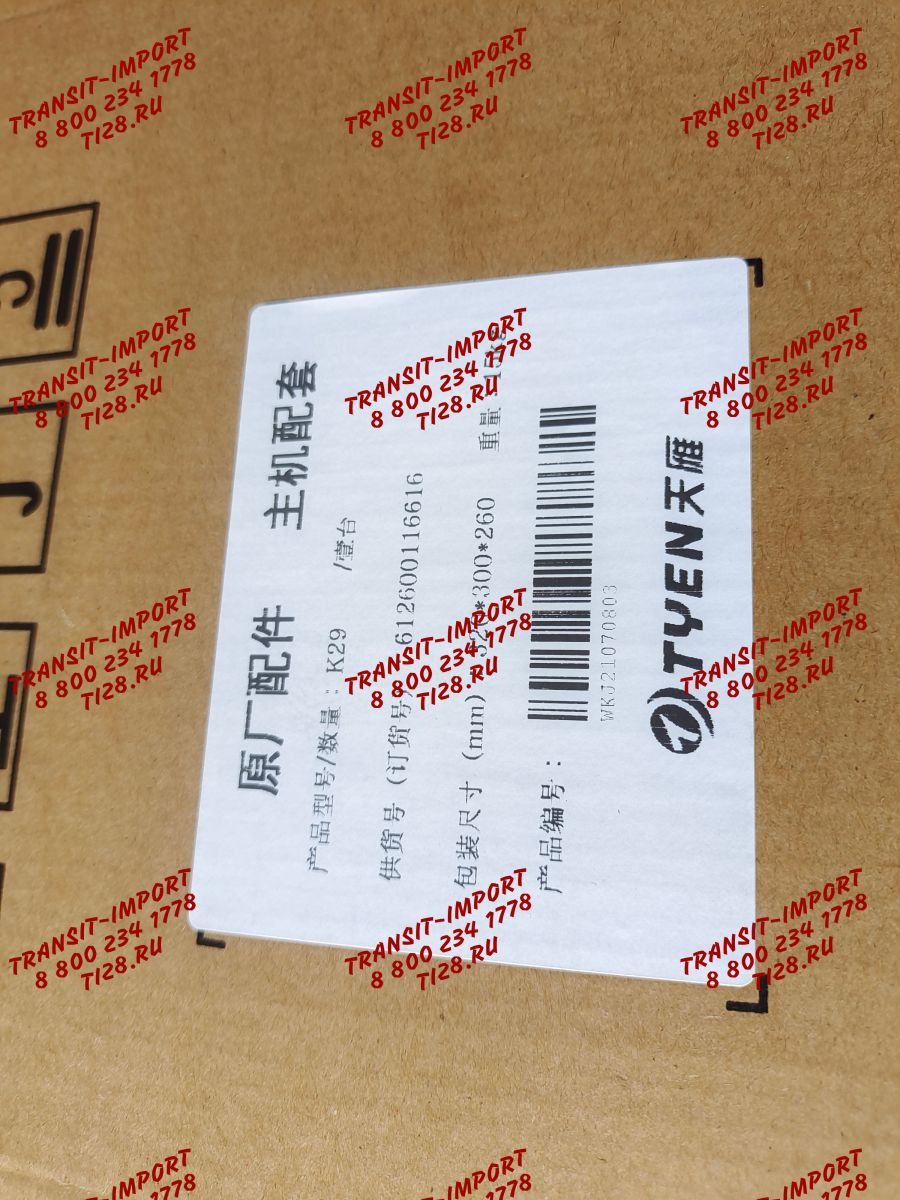 原厂配件 主机配套
产品型号/数量：K29 /壹台
供货号（订货号）612600116616
包装尺寸（mm）520*300*260 重量：15kg
产品编号：
WKJ21070803
TYEN天雁
TRANSIT-IMPORT
8 800 234 1778
TI28.RU